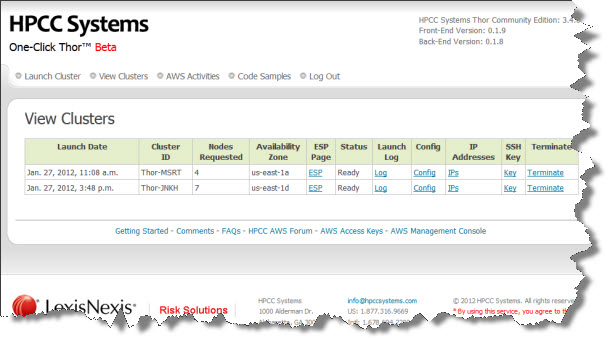 HPCC Systems
HPCC Systems Thor Community Edition: 3.4.
One-Click Thor™ Beta
Front-End Version: 0.1.9
Back-End Version: 0.1.8
Launch Cluster View Clusters AWS Activities Code Samples Log Out
View Clusters
Launch Date Cluster ID Nodes Requested Availability Zone ESP Page Status Launch Log Config IP Addresses SSH Key Terminate
Jan. 27, 2012, 11:08 a.m. Thor-MSRT 4 us-east-1a ESP Ready Log Config IPs Key Terminate
Jan. 27, 2012, 3:48 p.m. Thor-JNKH 7 us-east-1d ESP Ready Log Config IPs Key Terminate
Getting Started - Comments - FAQs - HPCC AWS Forum - AWS Access Keys - AWS Management Console
LexisNexis® Risk Solutions
HPCC Systems info@hpccsystems.com © 2012 HPCC Systems. All rights reserve
1000 Alderman Dr. US: 1.877.316.9669 * By using this service, you agree to t